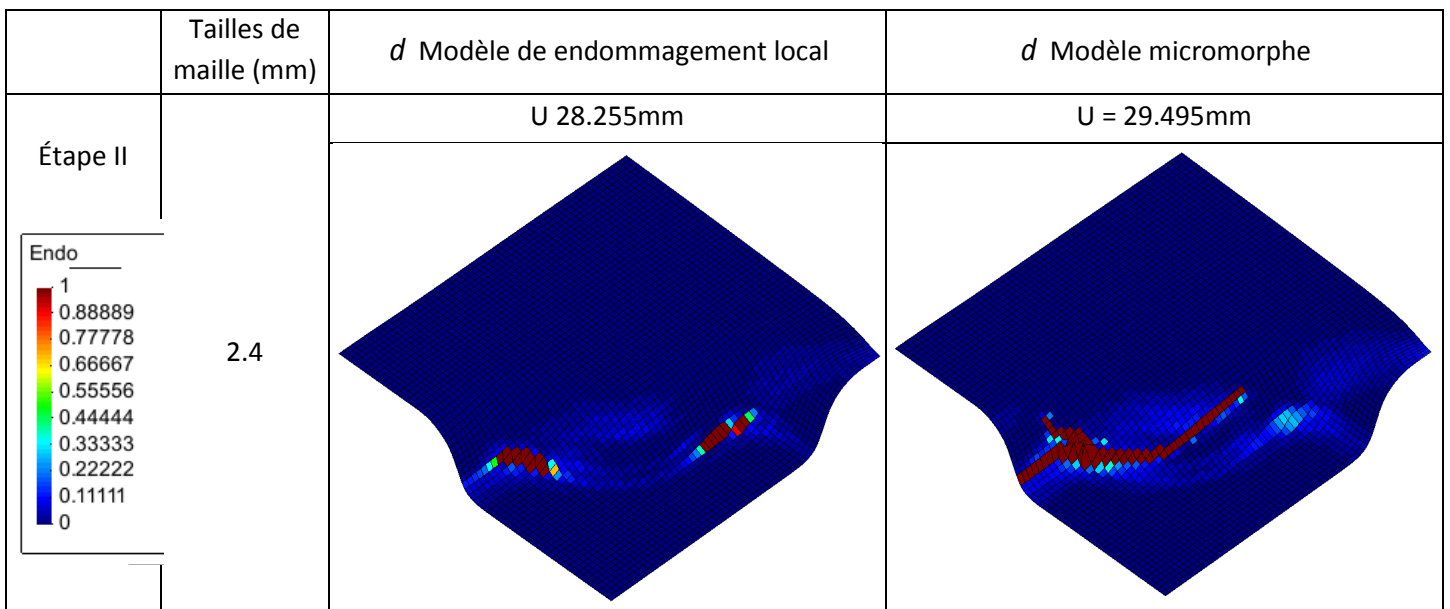 Tailles de
maille (mm)
d Modèle de endommagement local
d Modèle micromorphe
Étape II
2.4
U 28.255mm
U = 29.495mm
Endo
1
0.88889
0.77778
0.66667
0.55556
0.44444
0.33333
0.22222
0.11111
0